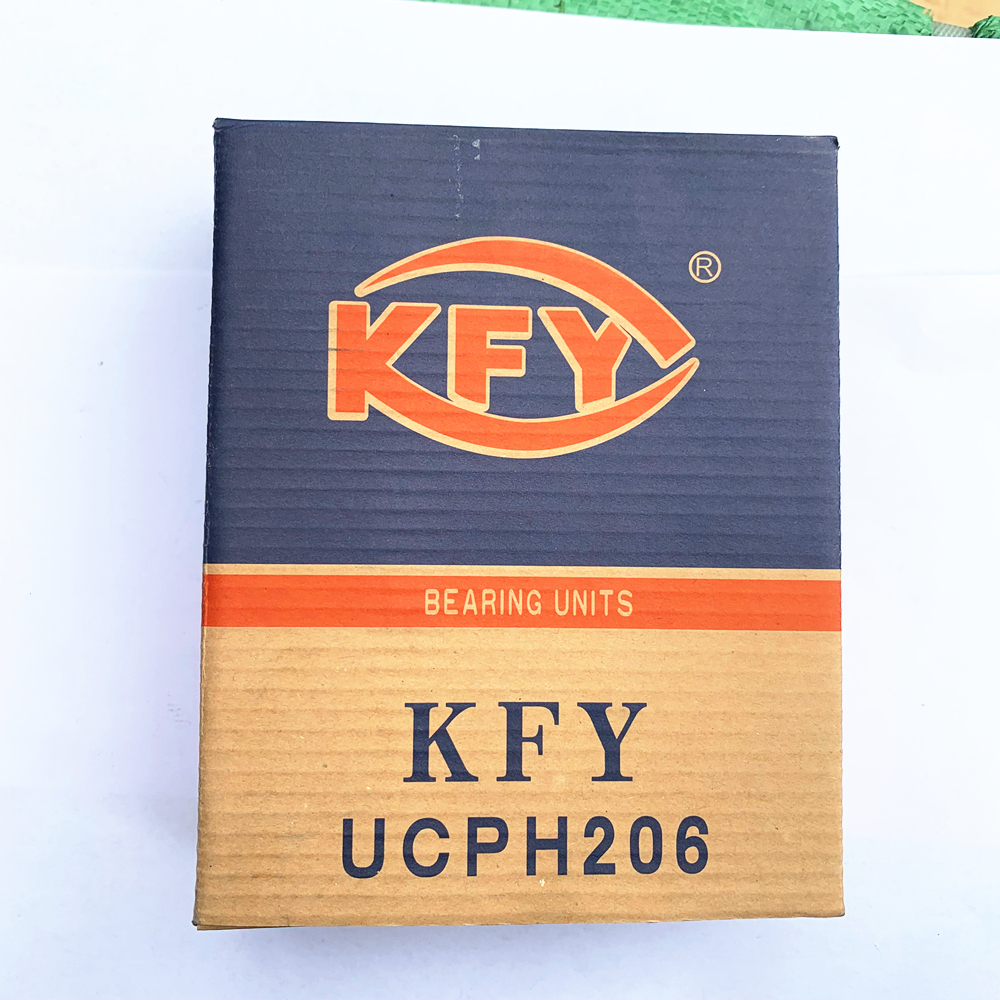 KFY ®
BEARING UNITS
KFY
UCPH206